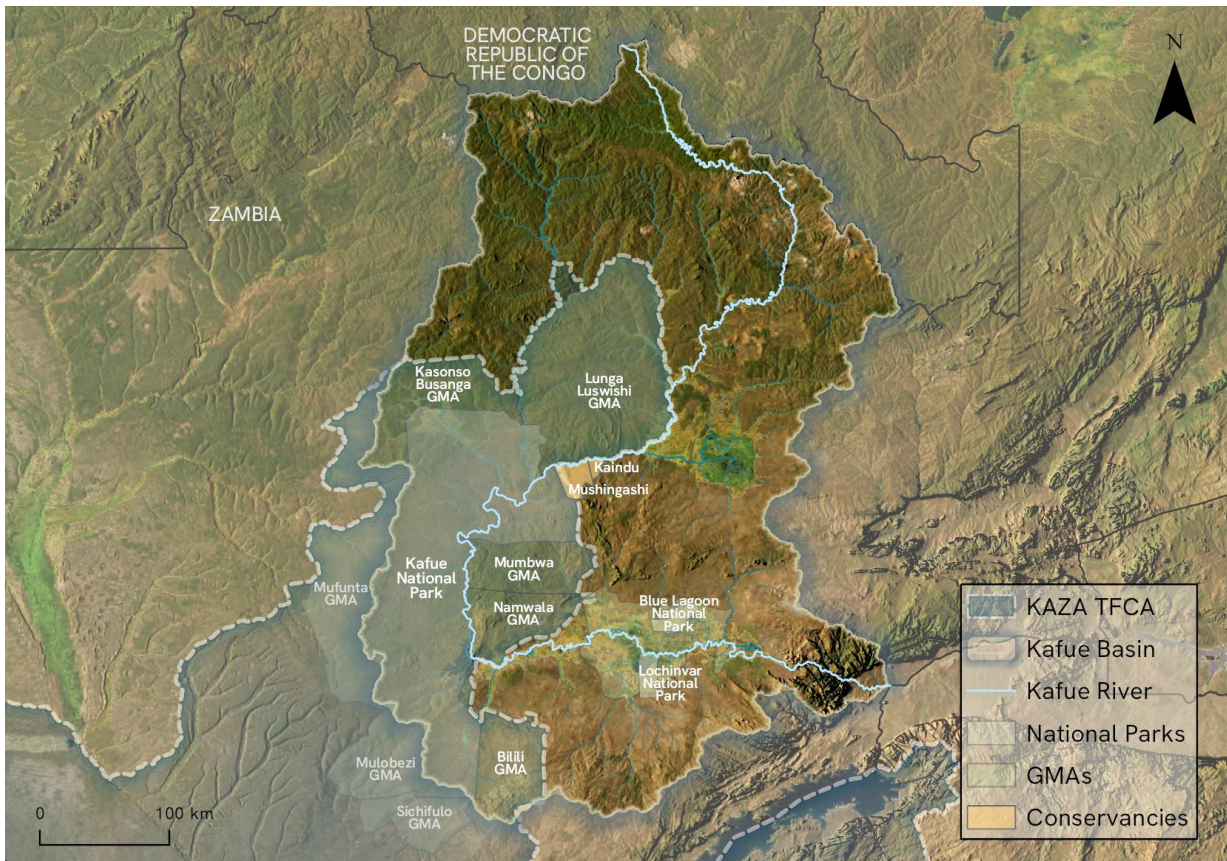 DEMOCRATIC
REPUBLIC OF
THE CONGO
N
ZAMBIA
Kasonso
Busanga
GMA
Lunga
Luswishi
GMA
Kaindu
Mushingashi
Kafue
National
Park
Mumbwa
GMA
Mufunta
GMA
Namwala
GMA
Blue Lagoon
National
Park
Lochinvar
National
Park
Bilili
GMA
Mulobezi
GMA
Sichifulo
GMA
KAZA TFCA
Kafue Basin
Kafue River
National Parks
GMAs
Conservancies
0 100 km